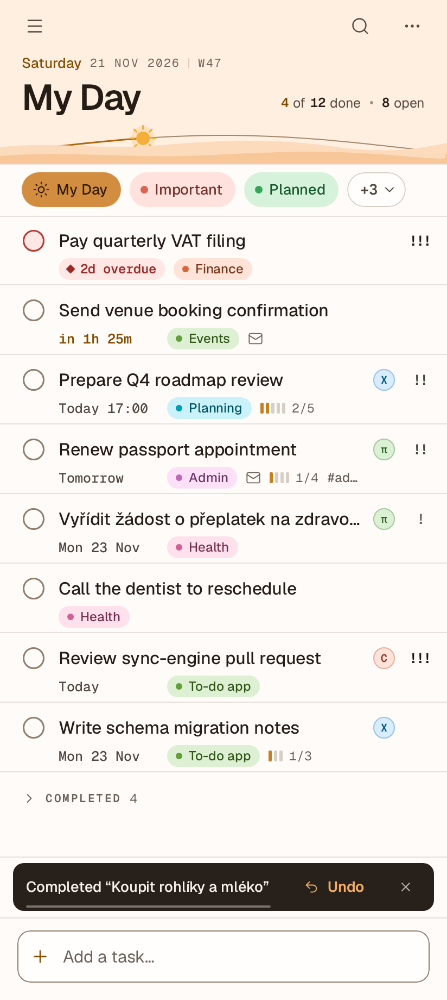 Saturday 21 NOV 2026 | W47
My Day
4 of 12 done • 8 open
My Day
Important
Planned
+3
Pay quarterly VAT filing !!!
2d overdue Finance
Send venue booking confirmation
in 1h 25m Events
Prepare Q4 roadmap review X !!
Today 17:00 Planning 2/5
Renew passport appointment π !!
Tomorrow Admin 1/4 #ad…
Vyřídit žádost o přeplatek na zdravo… π !
Mon 23 Nov Health
Call the dentist to reschedule
Health
Review sync-engine pull request C !!!
Today To-do app
Write schema migration notes X
Mon 23 Nov To-do app 1/3
COMPLETED 4
Completed “Koupit rohlíky a mléko” Undo
Add a task…